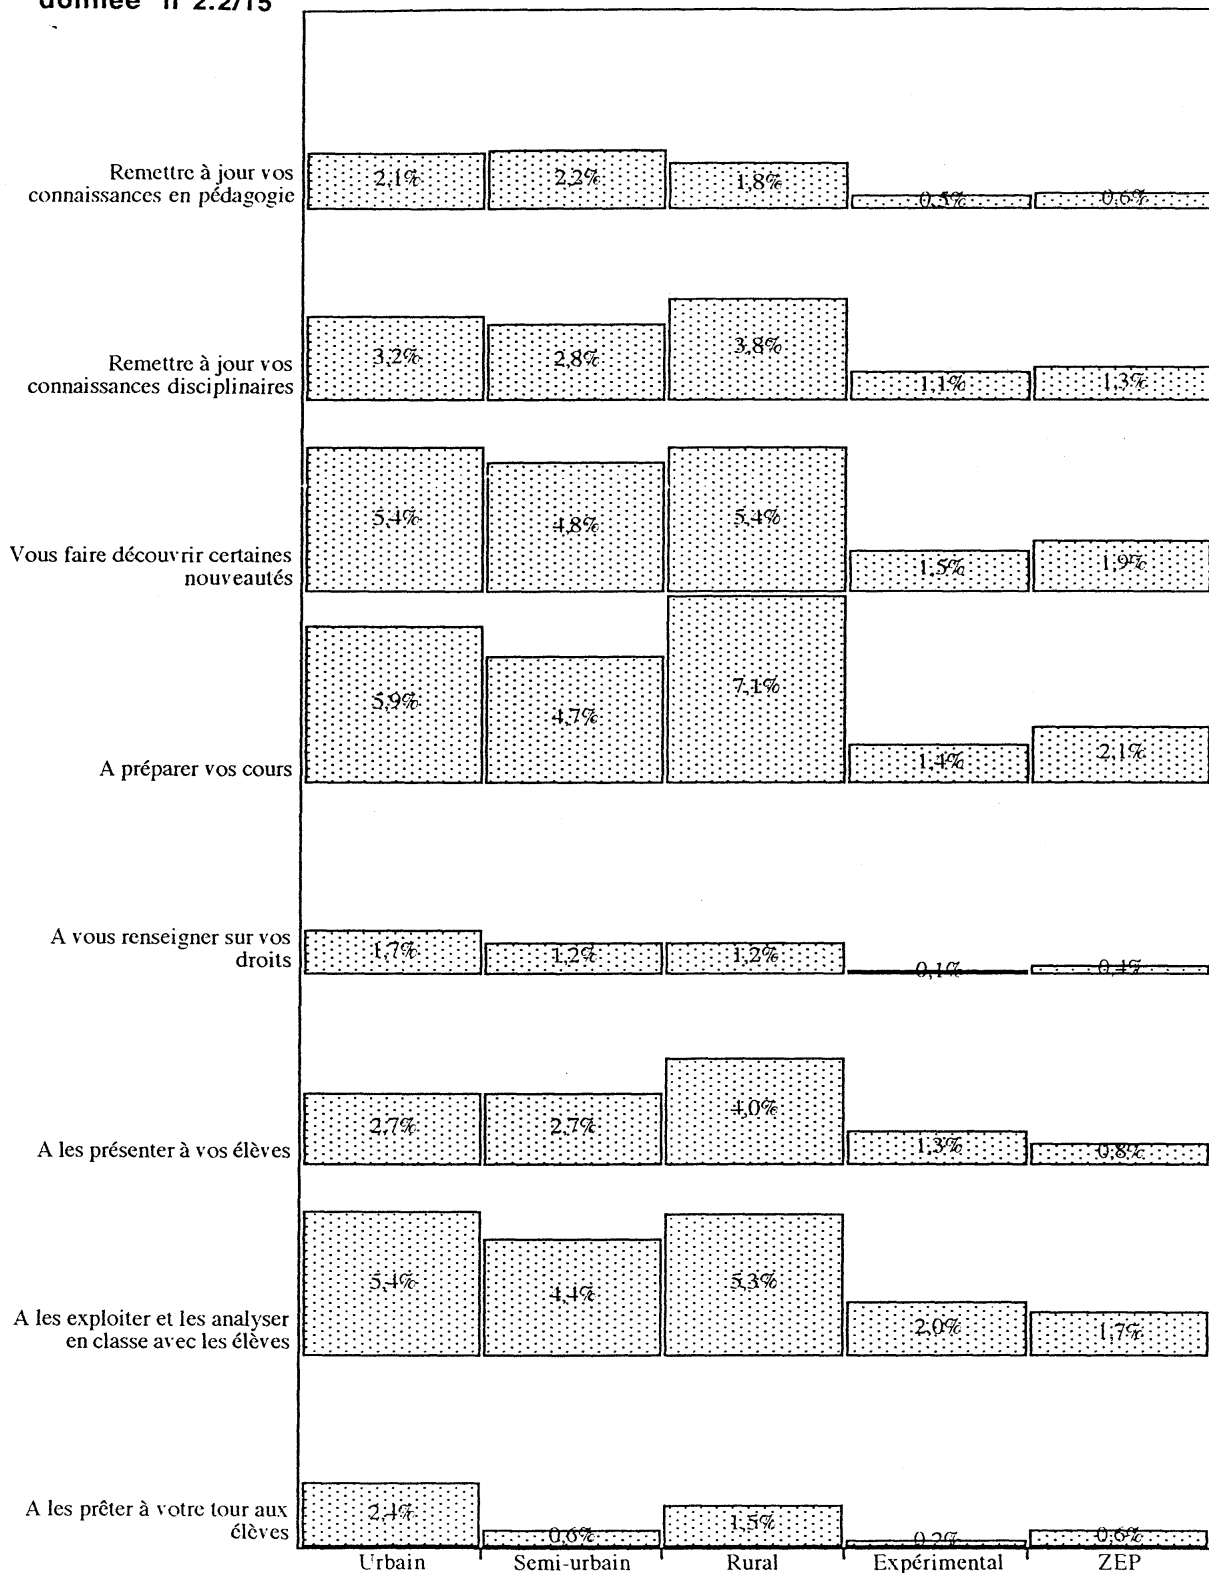 donnée n°2.2/15
Remettre à jour vos
connaissances en pédagogie
2,1%
2,2%
1,8%
0,5%
0,6%
Remettre à jour vos
connaissances disciplinaires
3,2%
2,8%
3,8%
1,1%
1,3%
Vous faire découvrir certaines
nouveautés
5,4%
4,8%
5,4%
1,5%
1,9%
A préparer vos cours
5,9%
4,7%
7,1%
1,4%
2,1%
A vous renseigner sur vos
droits
1,7%
1,2%
1,2%
0,1%
0,4%
A les présenter à vos élèves
2,7%
2,7%
4,0%
1,3%
0,8%
A les exploiter et les analyser
en classe avec les élèves
5,4%
4,4%
5,3%
2,0%
1,7%
A les prêter à votre tour aux
élèves
2,4%
0,6%
1,5%
0,2%
0,6%
Urbain
Semi-urbain
Rural
Expérimental
ZEP